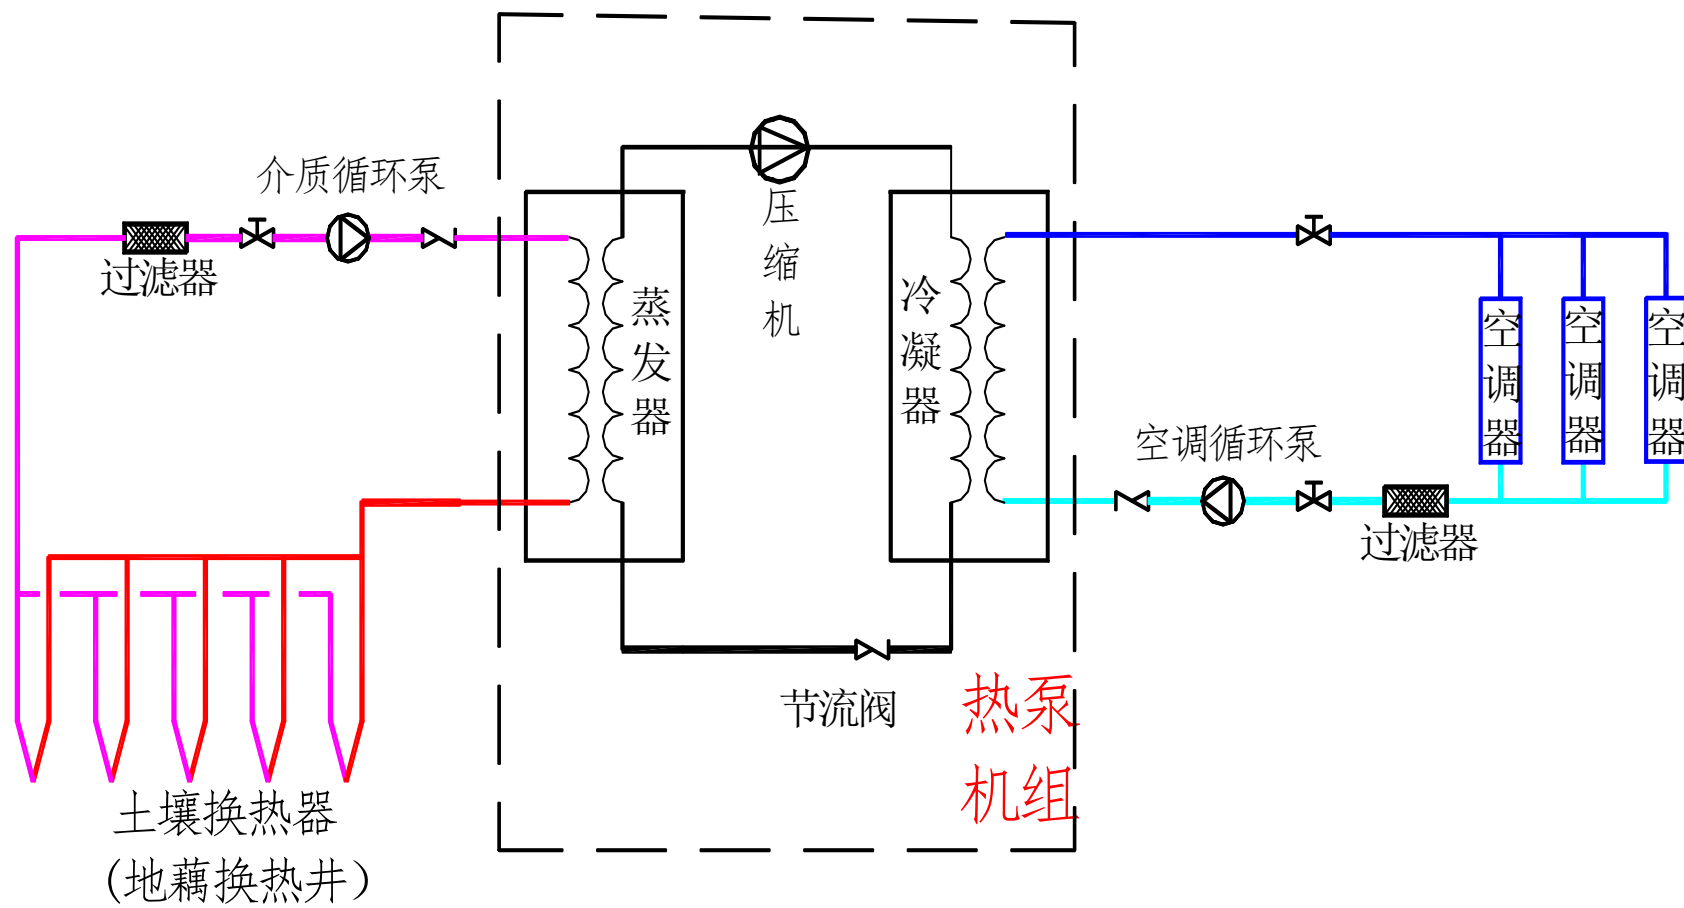 介质循环泵
过滤器
压缩机
蒸发器
冷凝器
空调器
空调器
空调器
空调循环泵
过滤器
节流阀
热泵
机组
土壤换热器
(地藕换热井)